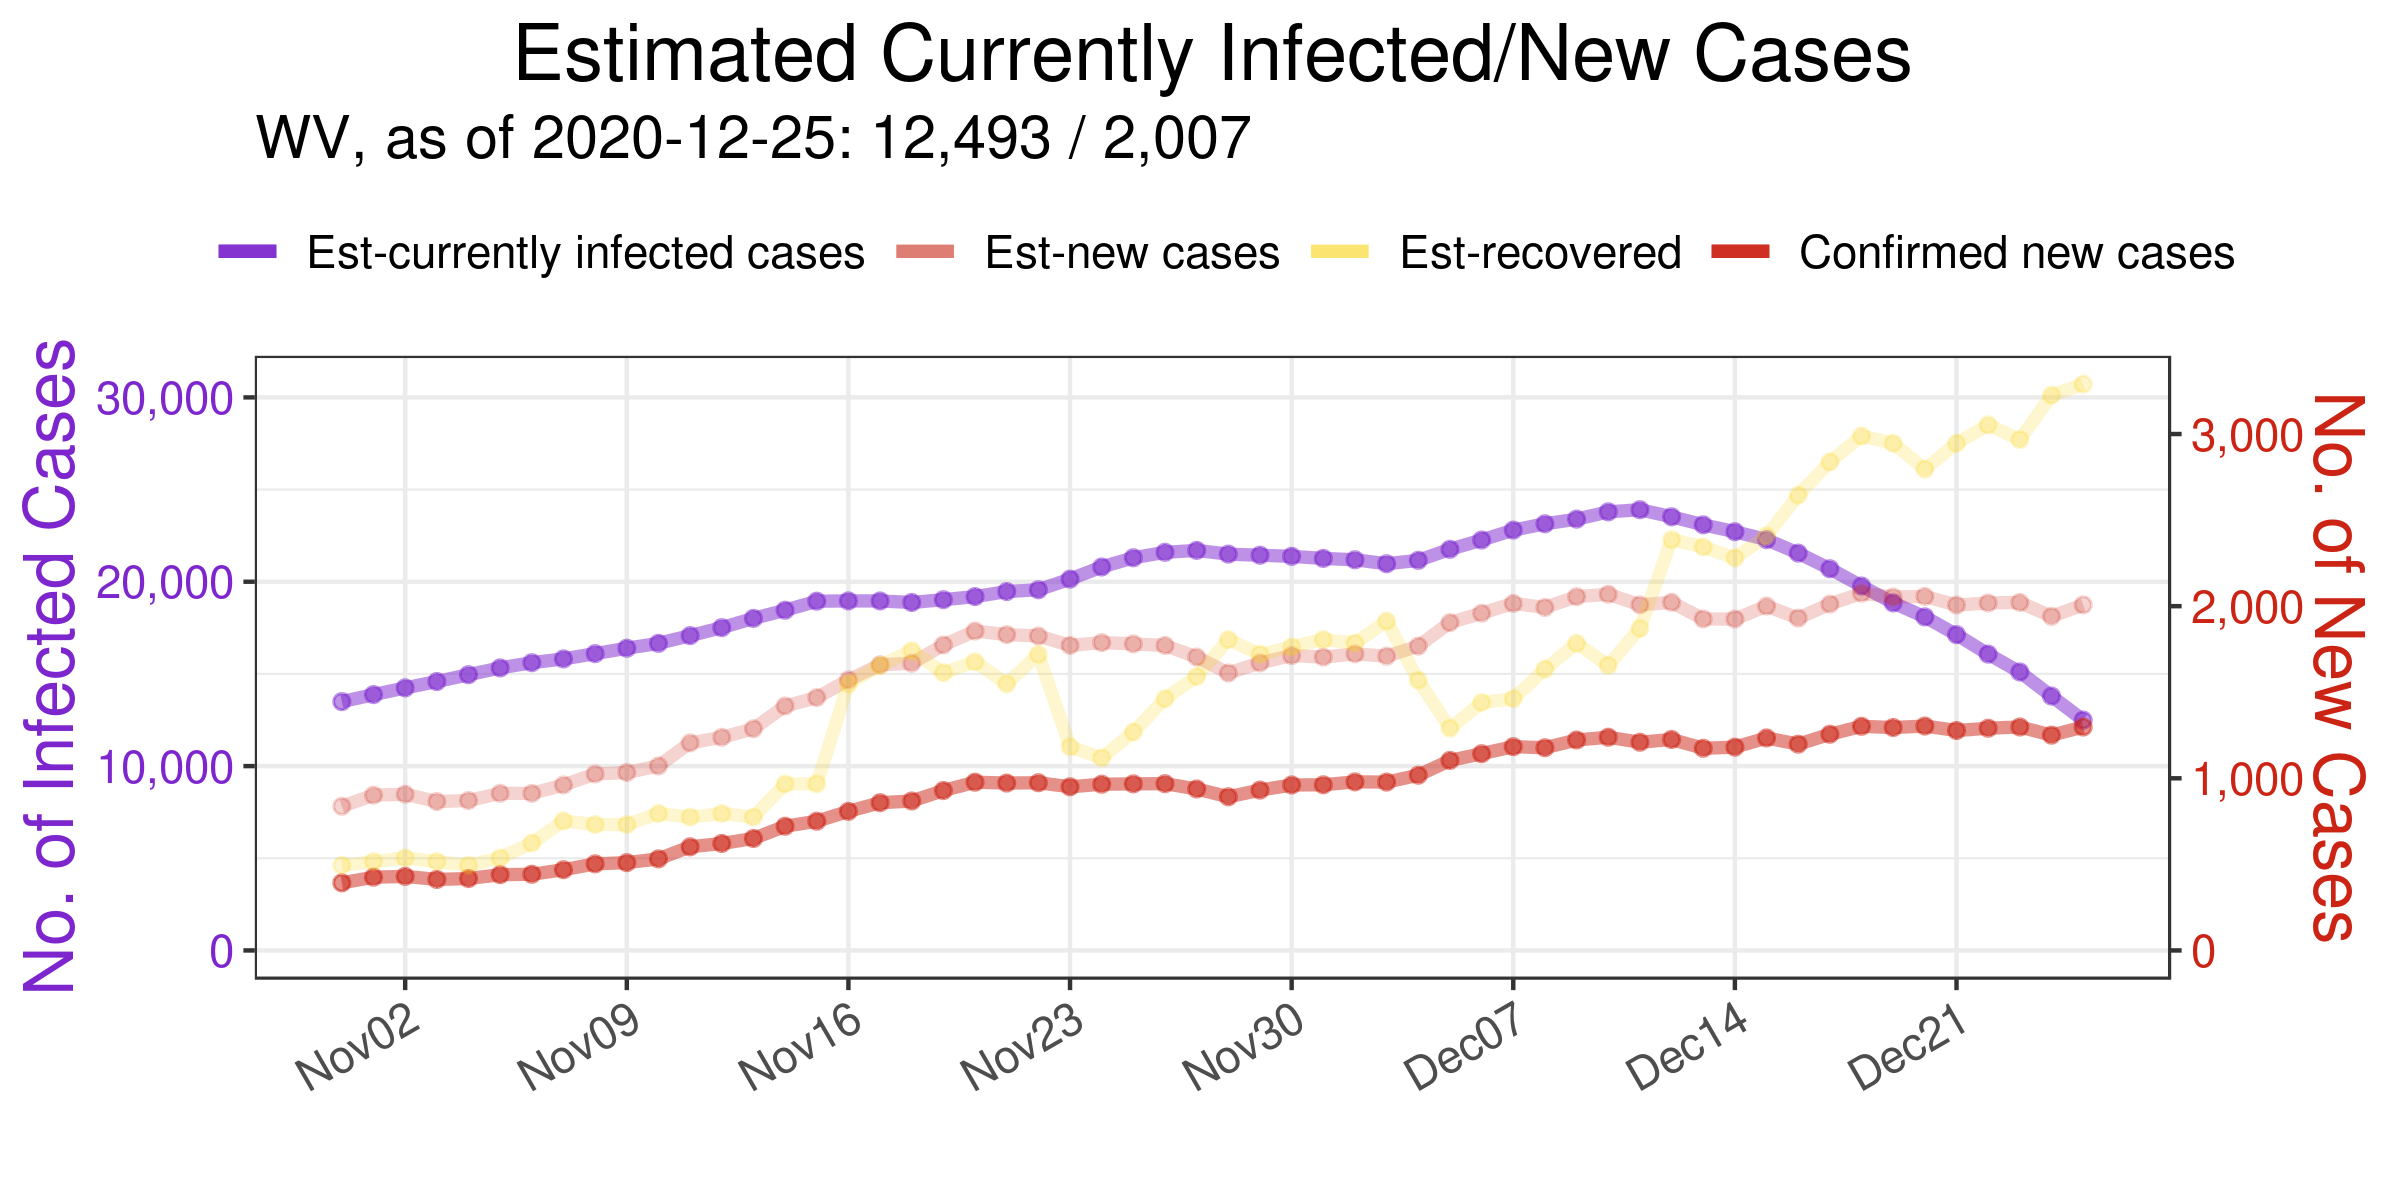 Estimated Currently Infected/New Cases
WV, as of 2020-12-25: 12,493 / 2,007
Est-currently infected cases Est-new cases Est-recovered Confirmed new cases
No. of Infected Cases
30,000
20,000
10,000
0
3,000
2,000
1,000
0
No. of New Cases
Nov02 Nov09 Nov16 Nov23 Nov30 Dec07 Dec14 Dec21